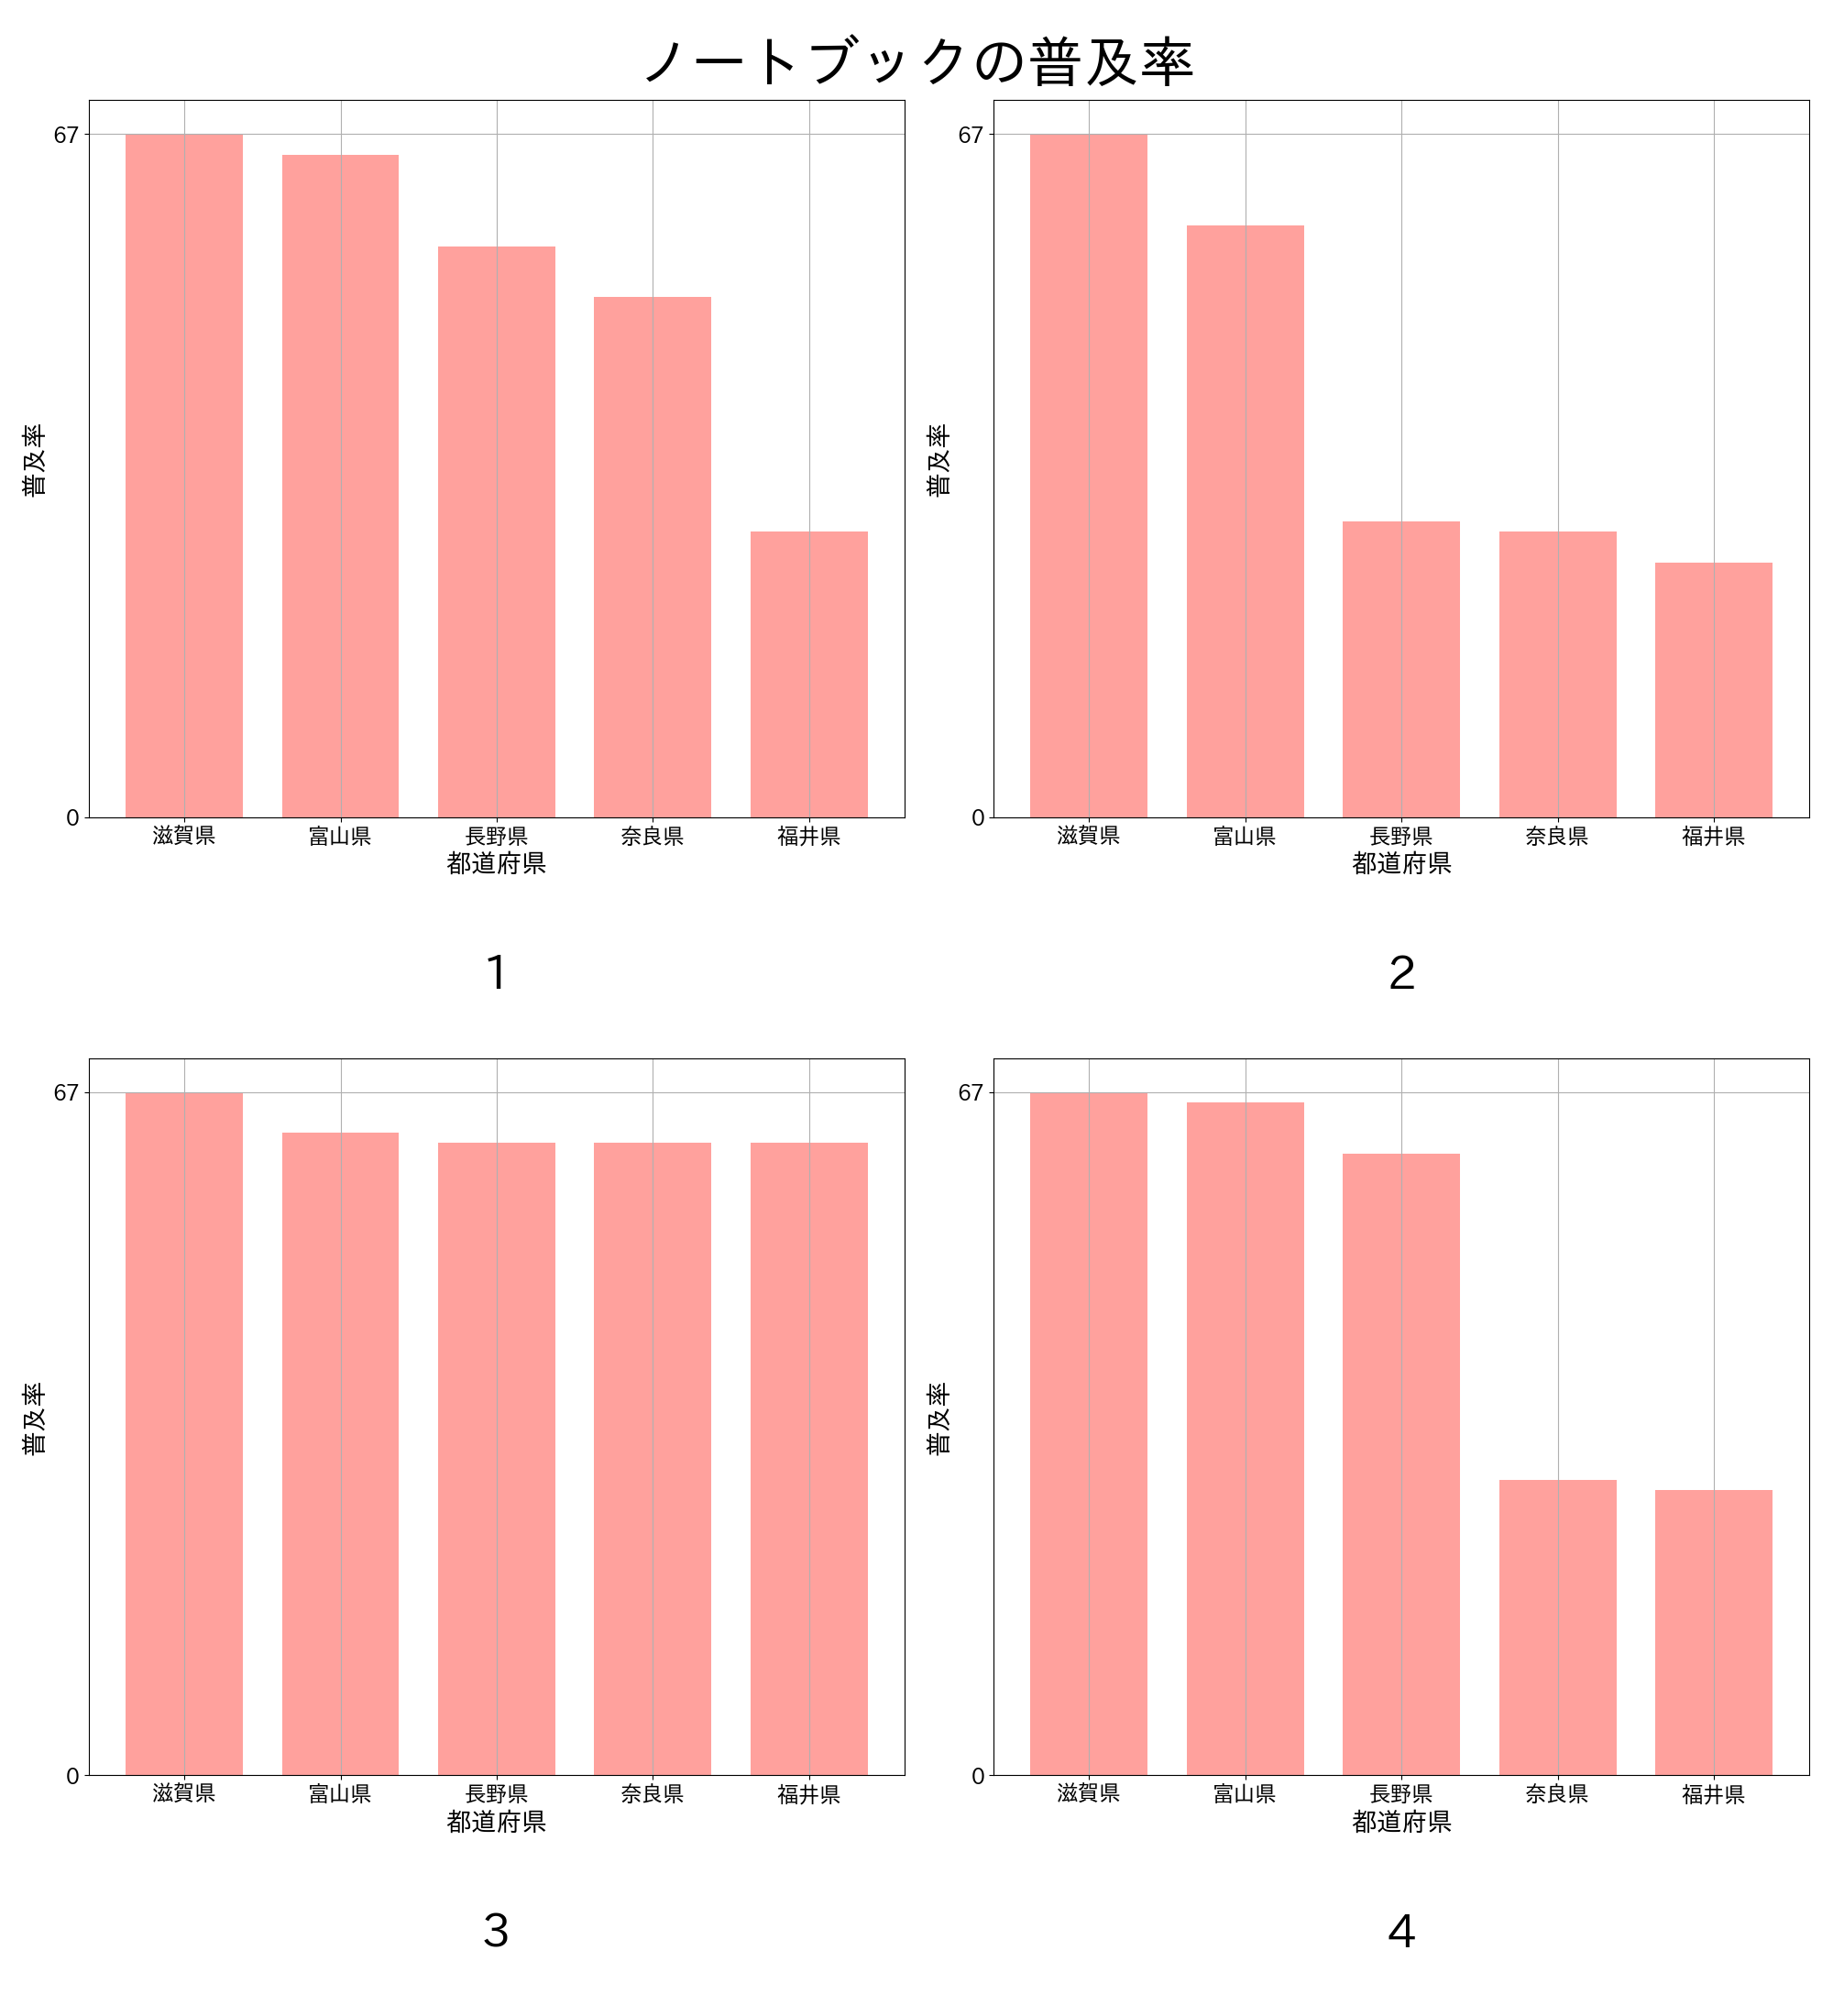 ノートブックの普及率
67
0
普及率
滋賀県 富山県 長野県 奈良県 福井県
都道府県
1
67
0
普及率
滋賀県 富山県 長野県 奈良県 福井県
都道府県
2
67
0
普及率
滋賀県 富山県 長野県 奈良県 福井県
都道府県
3
67
0
普及率
滋賀県 富山県 長野県 奈良県 福井県
都道府県
4